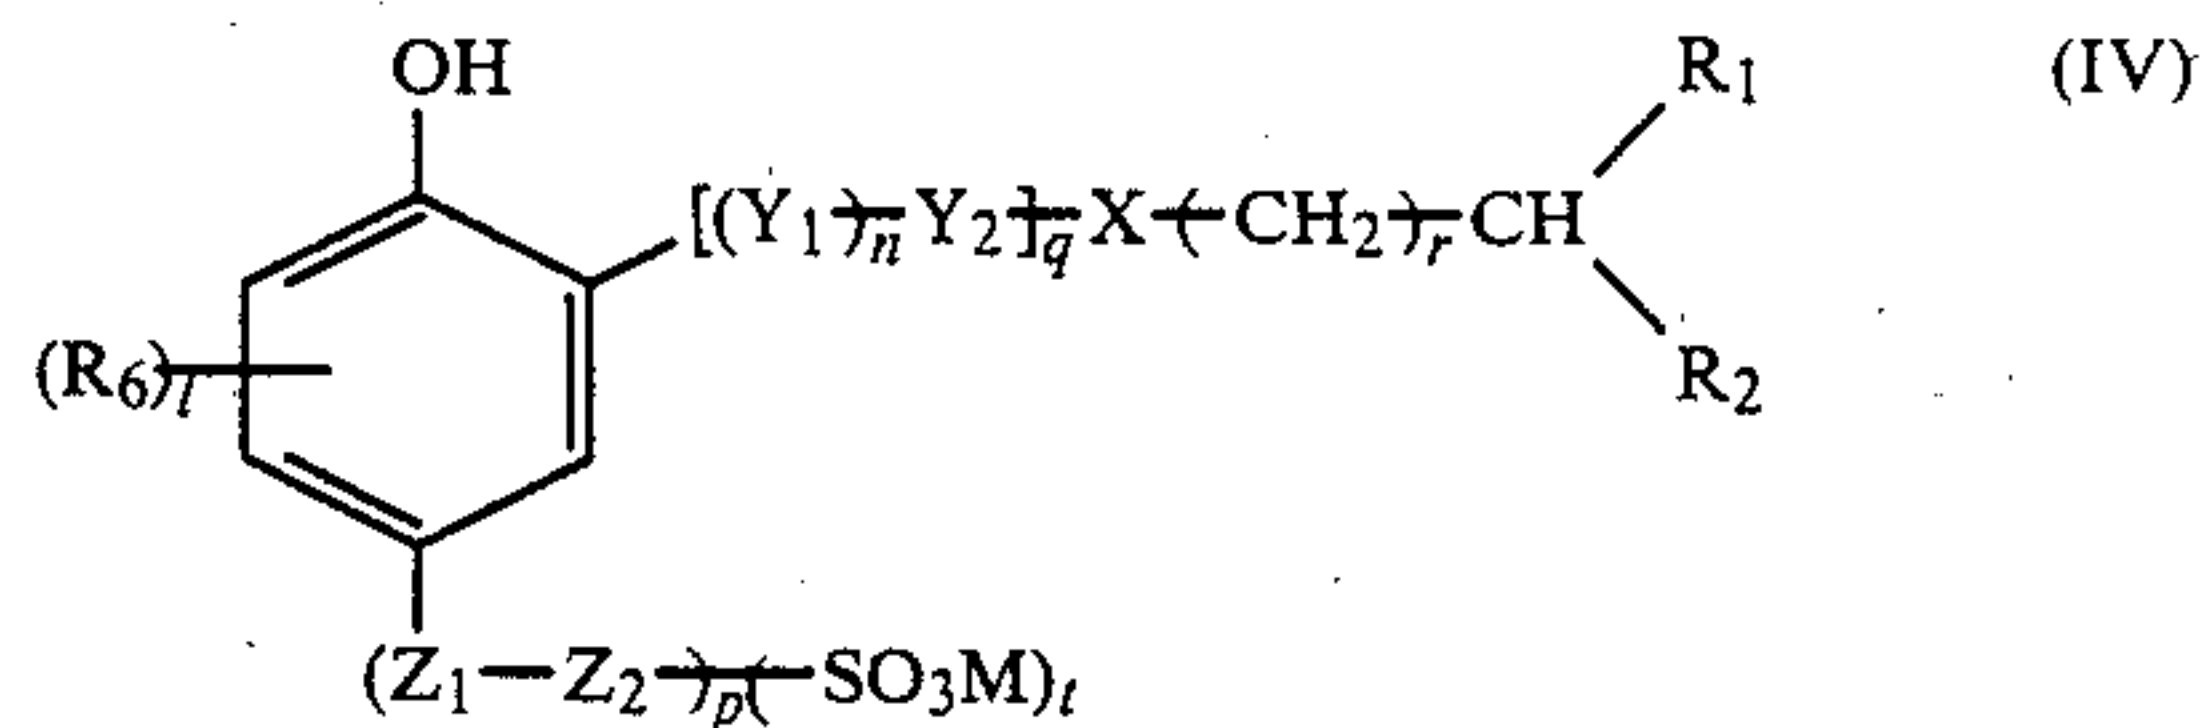 OH R₁ (IV)
[(Y₁)ₙ Y₂]q X (CH₂)ᵣ CH
(R₆)l R₂
(Z₁—Z₂)ₚ(SO₃M)t